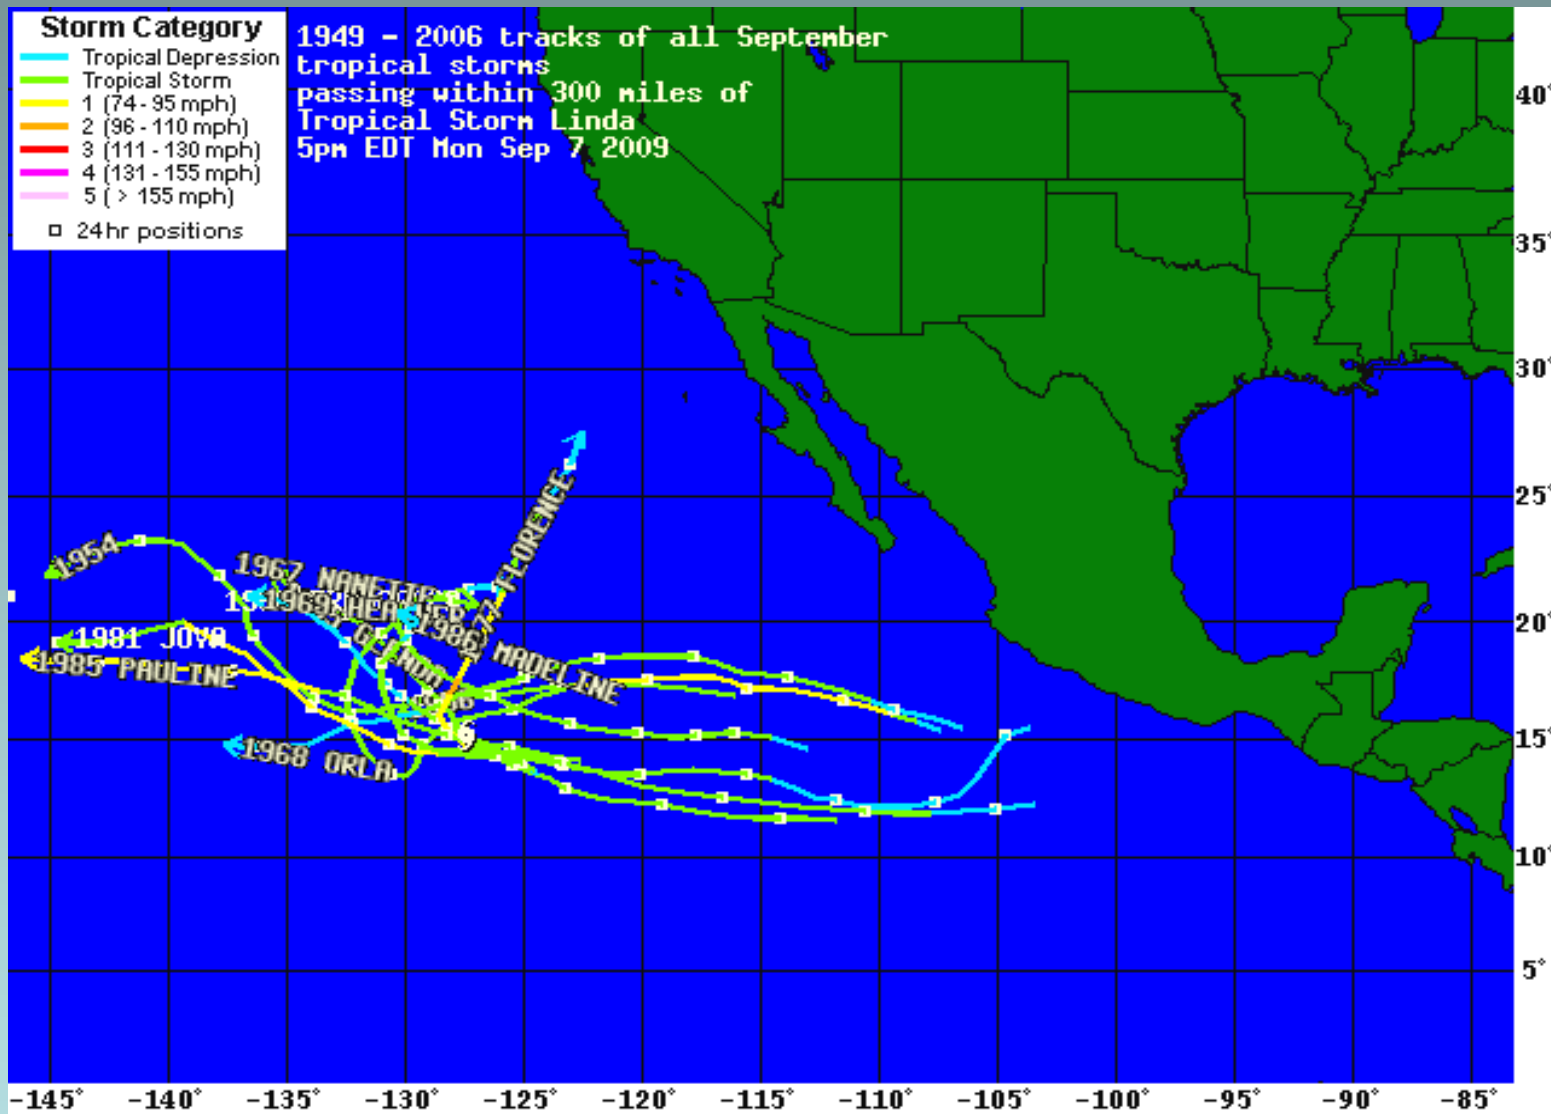 Storm Category
Tropical Depression
Tropical Storm
1 (74-95 mph)
2 (96-110 mph)
3 (111-130 mph)
4 (131-155 mph)
5 ( > 155 mph)
24hr positions
1949 - 2006 tracks of all September
tropical storms
passing within 300 miles of
Tropical Storm Linda
5pm EDT Mon Sep 7 2009
40°
35°
30°
25°
20°
15°
10°
5°
FLORENCE
1954
1967 NANETTE
1969 HEATHER
GLENDA
1986 MADELINE
1981 JOVA
1985 PAULINE
1968 ORLA
-145° -140° -135° -130° -125° -120° -115° -110° -105° -100° -95° -90° -85°